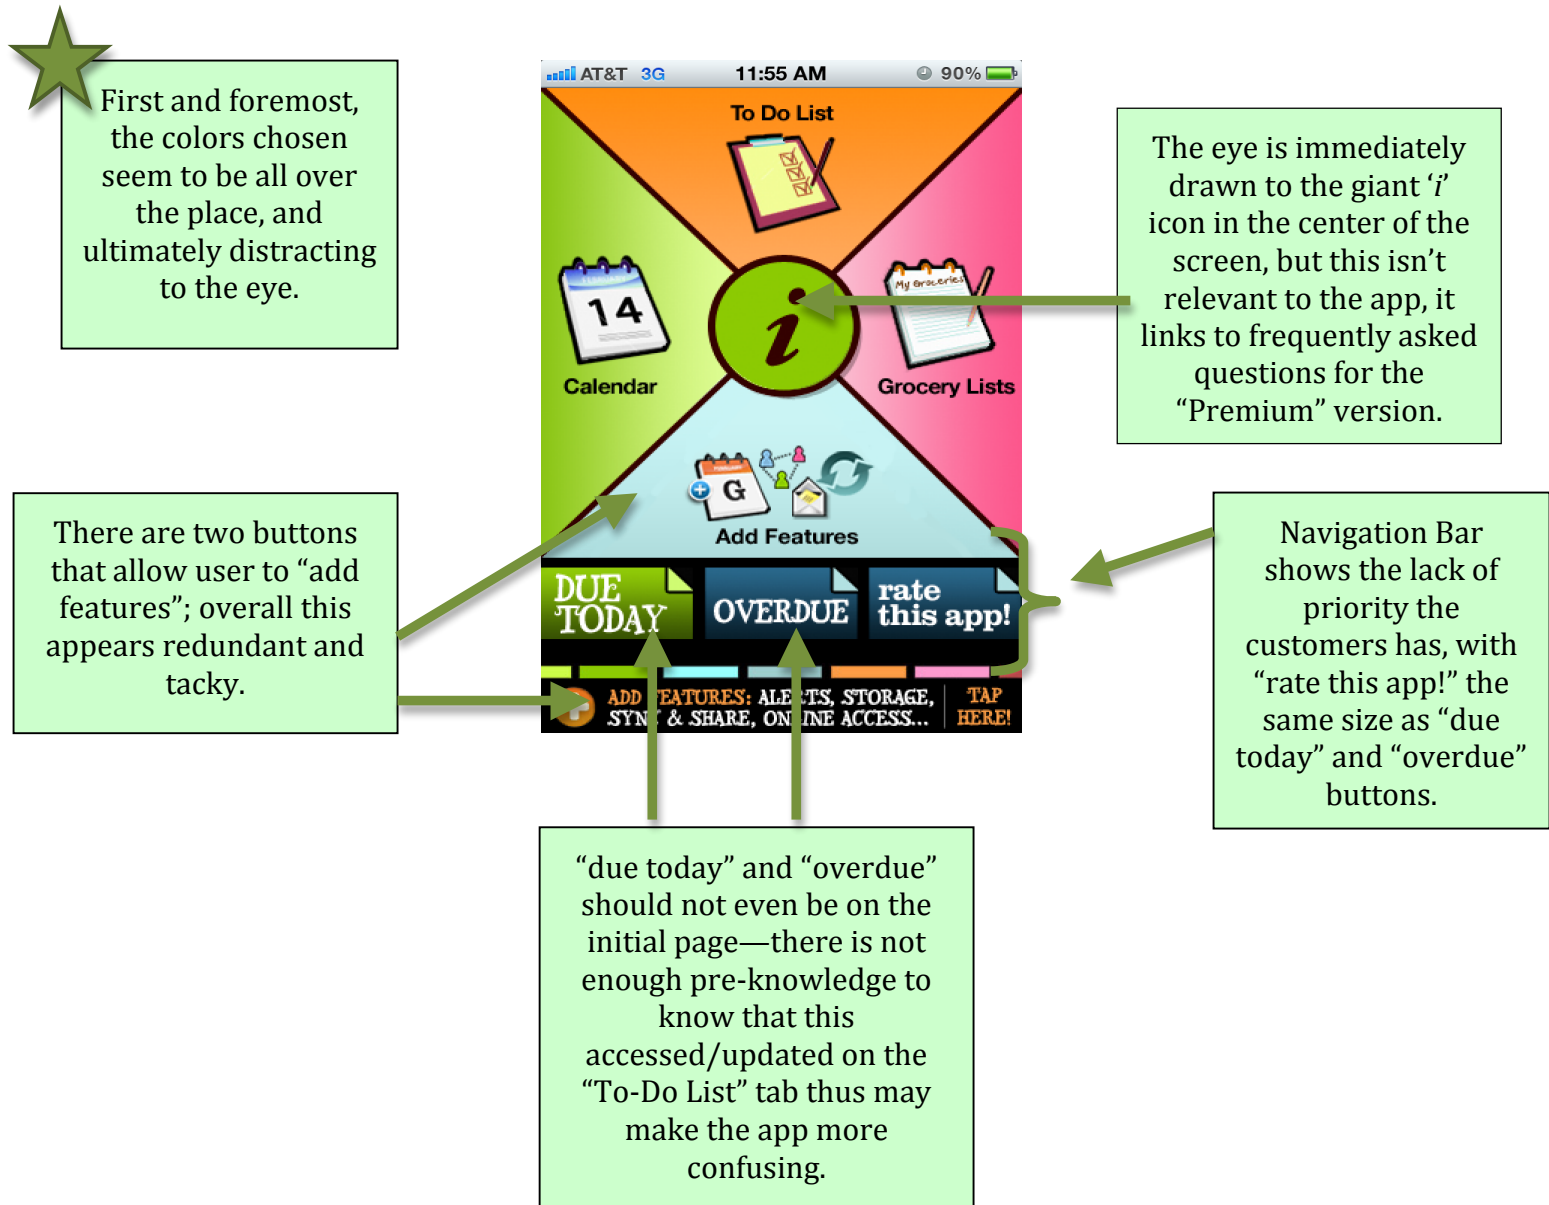 First and foremost,
the colors chosen
seem to be all over
the place, and
ultimately distracting
to the eye.
AT&T 3G 11:55 AM 90%
To Do List
14
Calendar
i
My Groceries
Grocery Lists
G
Add Features
DUE
TODAY
OVERDUE
rate
this app!
ADD FEATURES: ALERTS, STORAGE,
SYNC & SHARE, ONLINE ACCESS...
TAP
HERE!
The eye is immediately
drawn to the giant ‘i’
icon in the center of the
screen, but this isn’t
relevant to the app, it
links to frequently asked
questions for the
“Premium” version.
There are two buttons
that allow user to “add
features”; overall this
appears redundant and
tacky.
Navigation Bar
shows the lack of
priority the
customers has, with
“rate this app!” the
same size as “due
today” and “overdue”
buttons.
“due today” and “overdue”
should not even be on the
initial page—there is not
enough pre-knowledge to
know that this
accessed/updated on the
“To-Do List” tab thus may
make the app more
confusing.